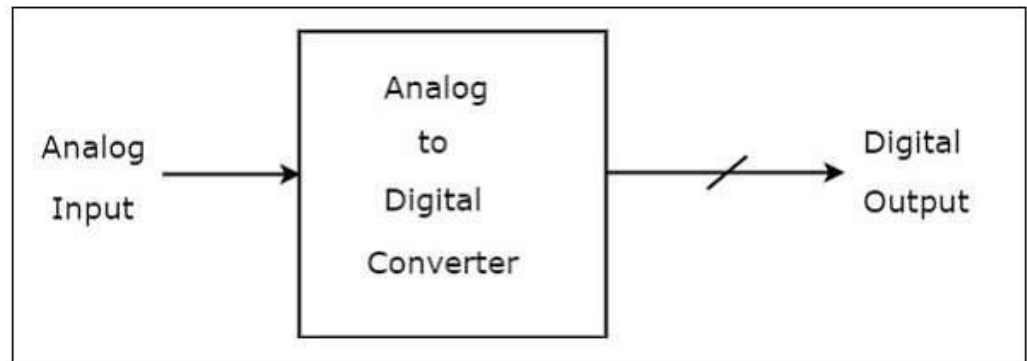 Analog
Input
Analog
to
Digital
Converter
Digital
Output